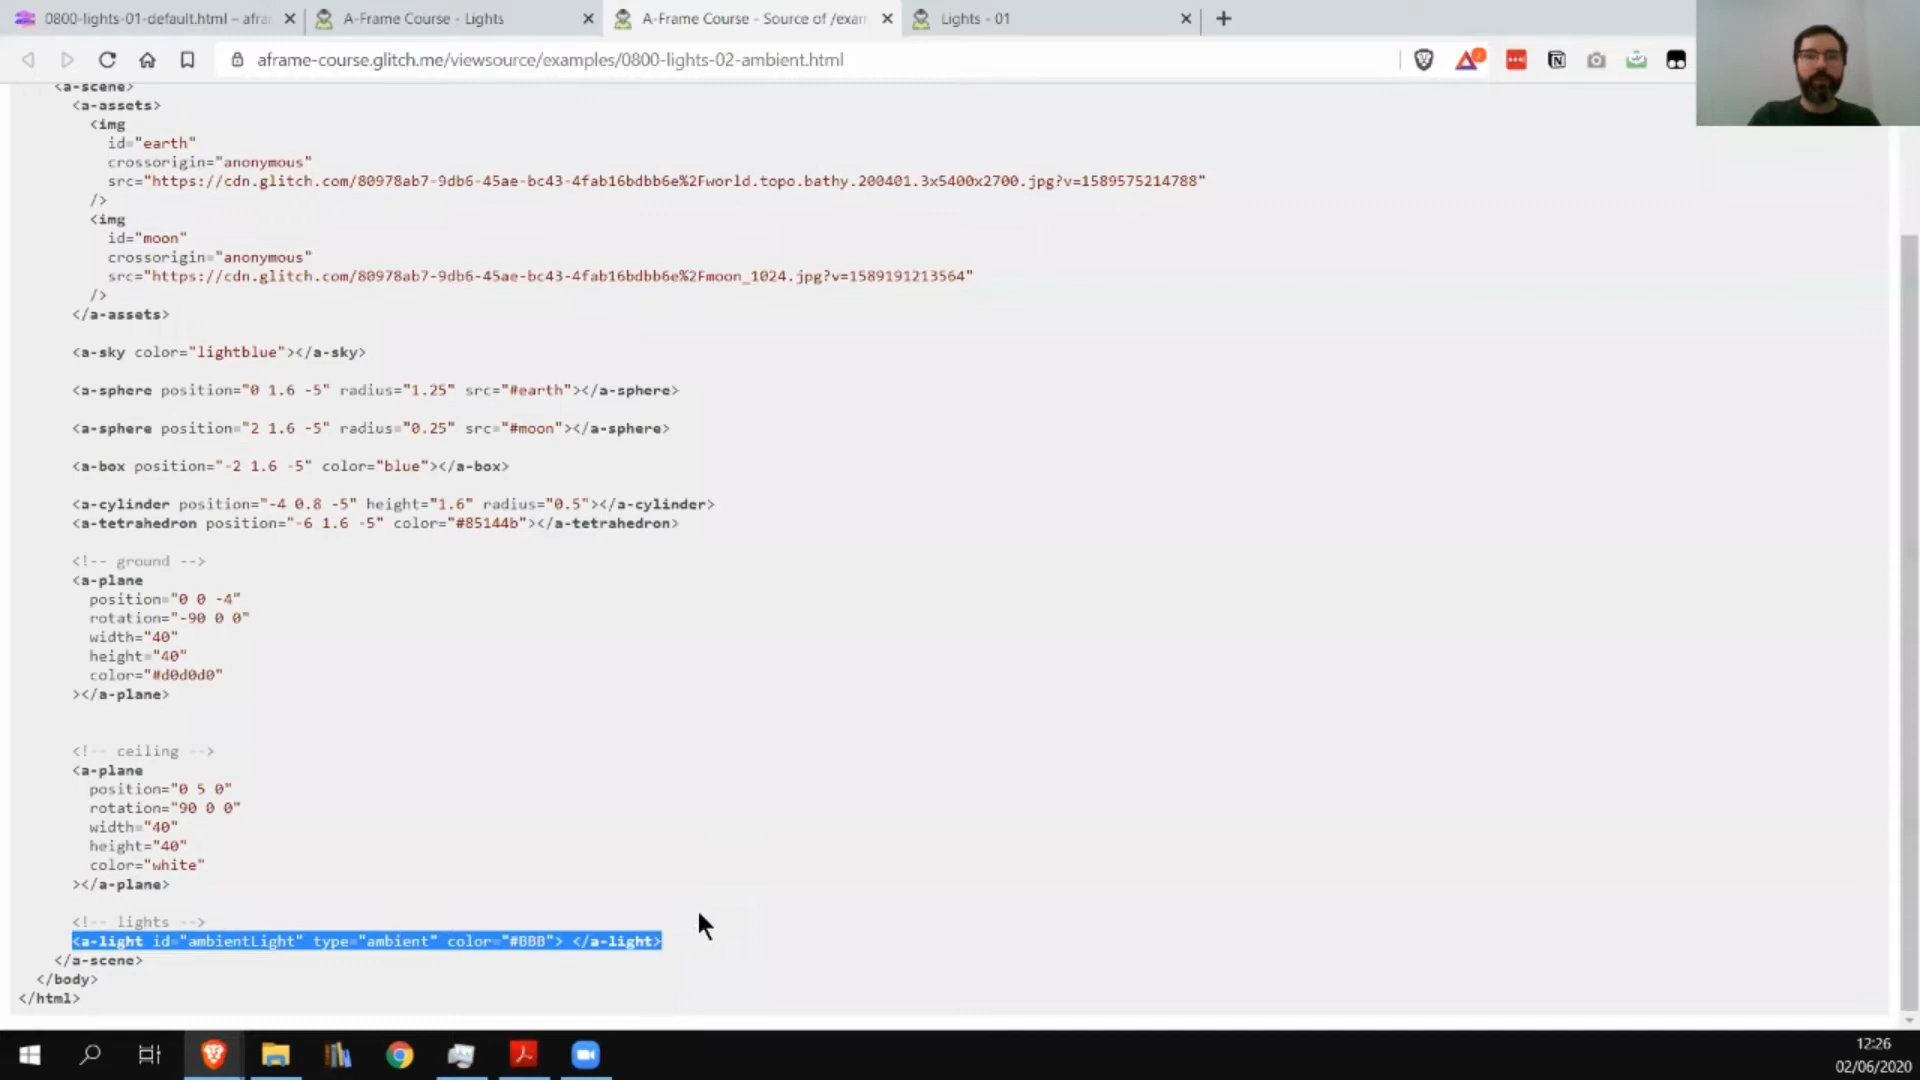 0800-lights-01-default.html – afra
A-Frame Course - Lights
A-Frame Course - Source of /exam
Lights - 01
aframe-course.glitch.me/viewsource/examples/0800-lights-02-ambient.html
<a-scene>
<a-assets>
<img
id="earth"
crossorigin="anonymous"
src="https://cdn.glitch.com/80978ab7-9db6-45ae-bc43-4fab16bdbb6e%2Fworld.topo.bathy.200401.3x5400x2700.jpg?v=1589575214788"
/>
<img
id="moon"
crossorigin="anonymous"
src="https://cdn.glitch.com/80978ab7-9db6-45ae-bc43-4fab16bdbb6e%2Fmoon_1024.jpg?v=1589191213564"
/>
</a-assets>
<a-sky color="lightblue"></a-sky>
<a-sphere position="0 1.6 -5" radius="1.25" src="#earth"></a-sphere>
<a-sphere position="2 1.6 -5" radius="0.25" src="#moon"></a-sphere>
<a-box position="-2 1.6 -5" color="blue"></a-box>
<a-cylinder position="-4 0.8 -5" height="1.6" radius="0.5"></a-cylinder>
<a-tetrahedron position="-6 1.6 -5" color="#85144b"></a-tetrahedron>
<!-- ground -->
<a-plane
position="0 0 -4"
rotation="-90 0 0"
width="40"
height="40"
color="#d0d0d0"
></a-plane>
<!-- ceiling -->
<a-plane
position="0 5 0"
rotation="90 0 0"
width="40"
height="40"
color="white"
></a-plane>
<!-- lights -->
<a-light id="ambientLight" type="ambient" color="#BBB"> </a-light>
</a-scene>
</body>
</html>
12:26
02/06/2020